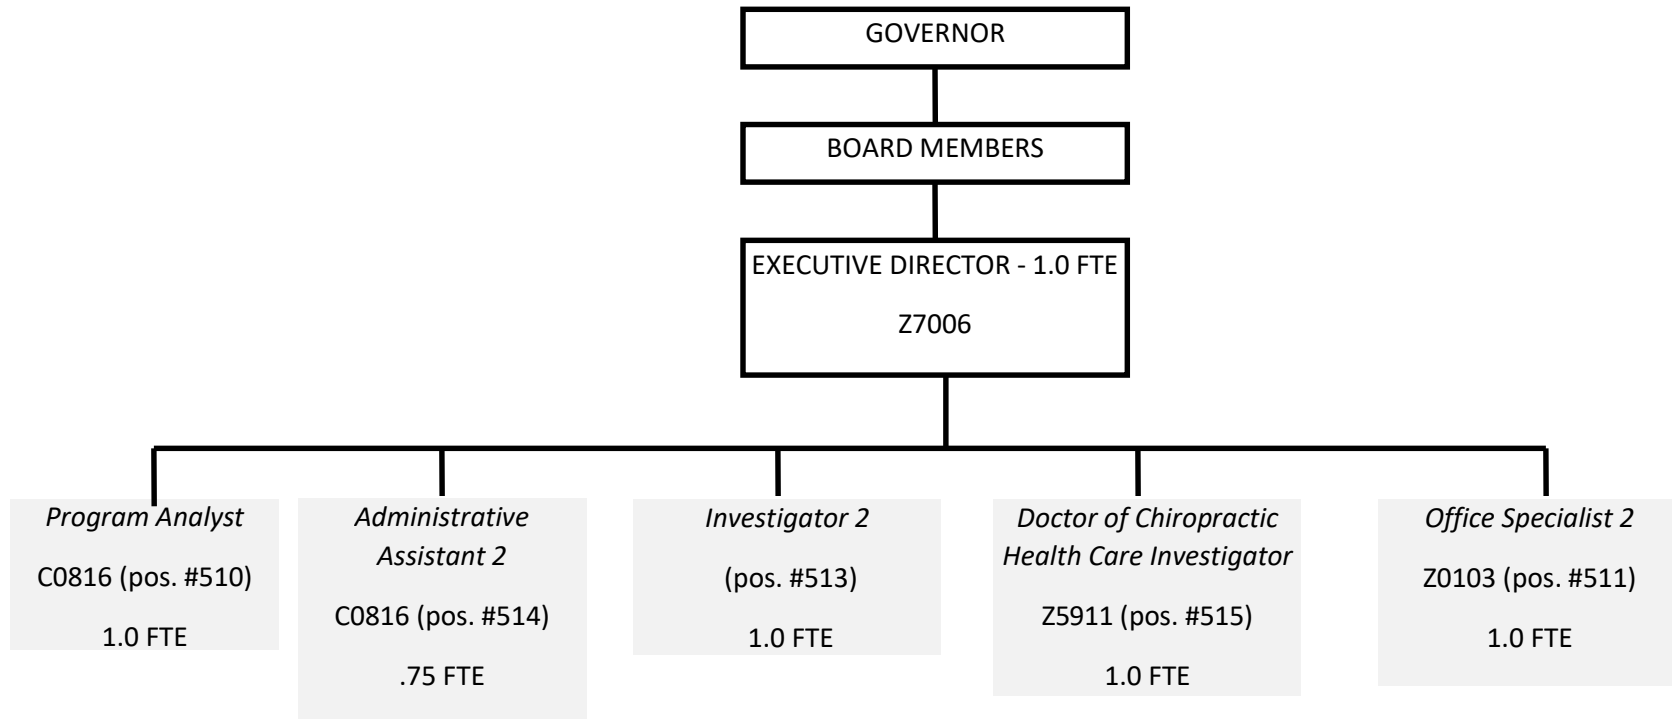 GOVERNOR
BOARD MEMBERS
EXECUTIVE DIRECTOR - 1.0 FTE
Z7006
Program Analyst
C0816 (pos. #510)
1.0 FTE
Administrative
Assistant 2
C0816 (pos. #514)
.75 FTE
Investigator 2
(pos. #513)
1.0 FTE
Doctor of Chiropractic
Health Care Investigator
Z5911 (pos. #515)
1.0 FTE
Office Specialist 2
Z0103 (pos. #511)
1.0 FTE